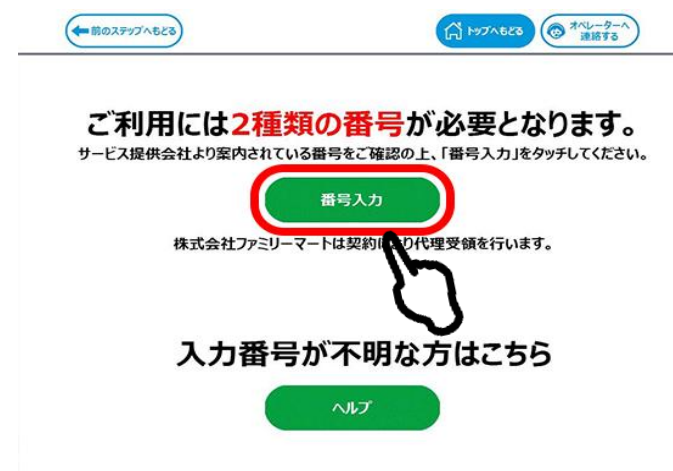 前のステップへもどる
トップへもどる
オペレーターへ
連絡する
ご利用には2種類の番号が必要となります。
サービス提供会社より案内されている番号をご確認の上、「番号入力」をタッチしてください。
番号入力
株式会社ファミリーマートは契約により代理受領を行います。
入力番号が不明な方はこちら
ヘルプ